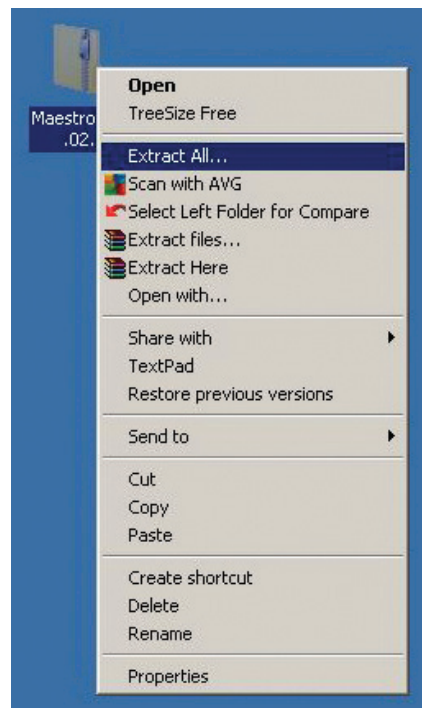 Maestro
.02.
Open
TreeSize Free
Extract All...
Scan with AVG
Select Left Folder for Compare
Extract files...
Extract Here
Open with...
Share with
TextPad
Restore previous versions
Send to
Cut
Copy
Paste
Create shortcut
Delete
Rename
Properties